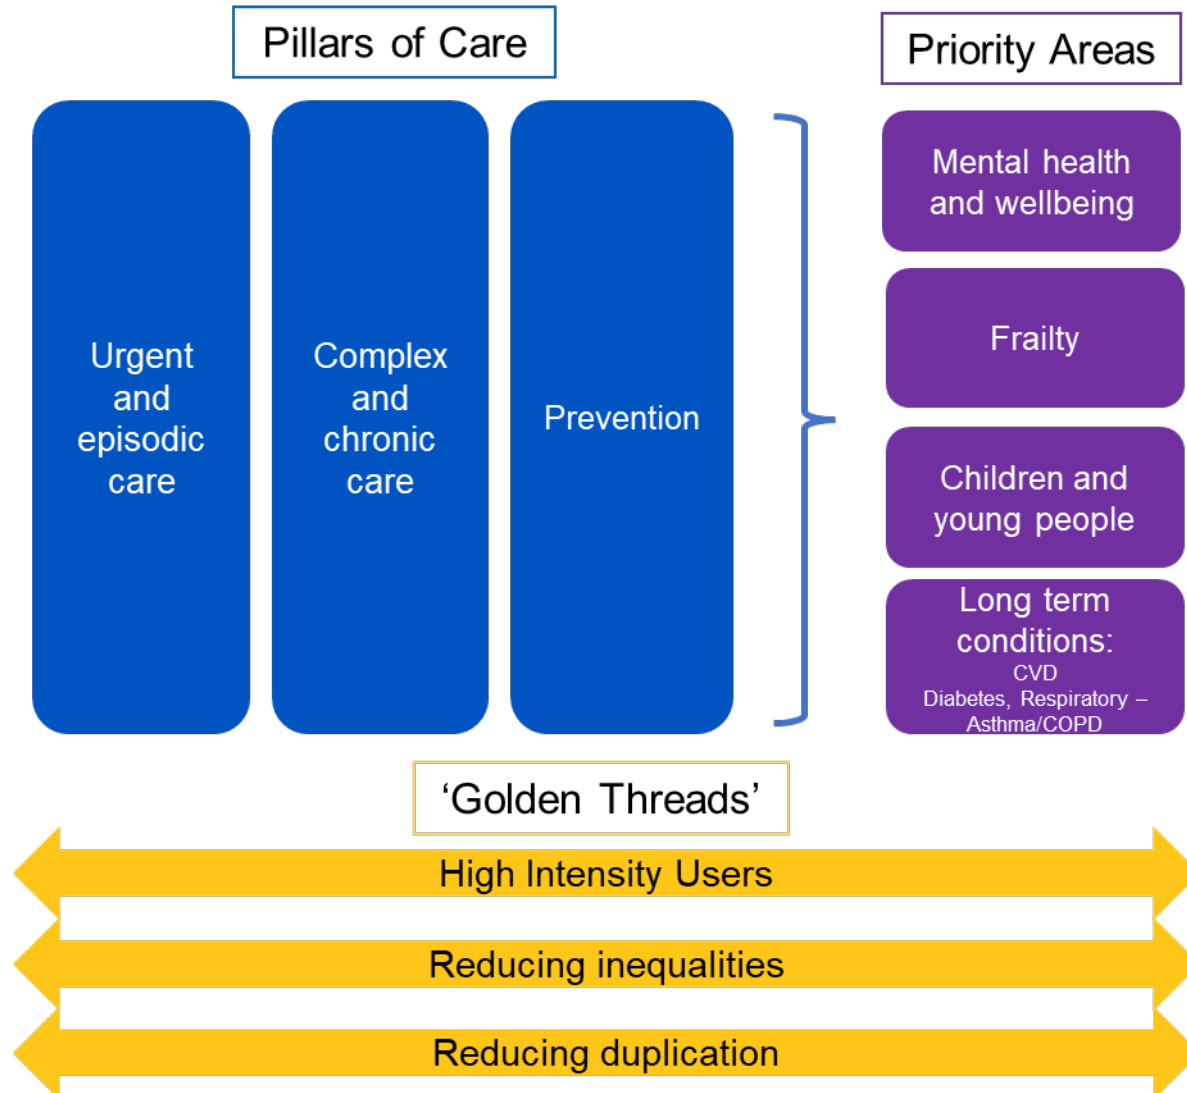 Pillars of Care
Priority Areas
Urgent
and
episodic
care
Complex
and
chronic
care
Prevention
Mental health
and wellbeing
Frailty
Children and
young people
Long term
conditions:
CVD
Diabetes, Respiratory –
Asthma/COPD
‘Golden Threads’
High Intensity Users
Reducing inequalities
Reducing duplication